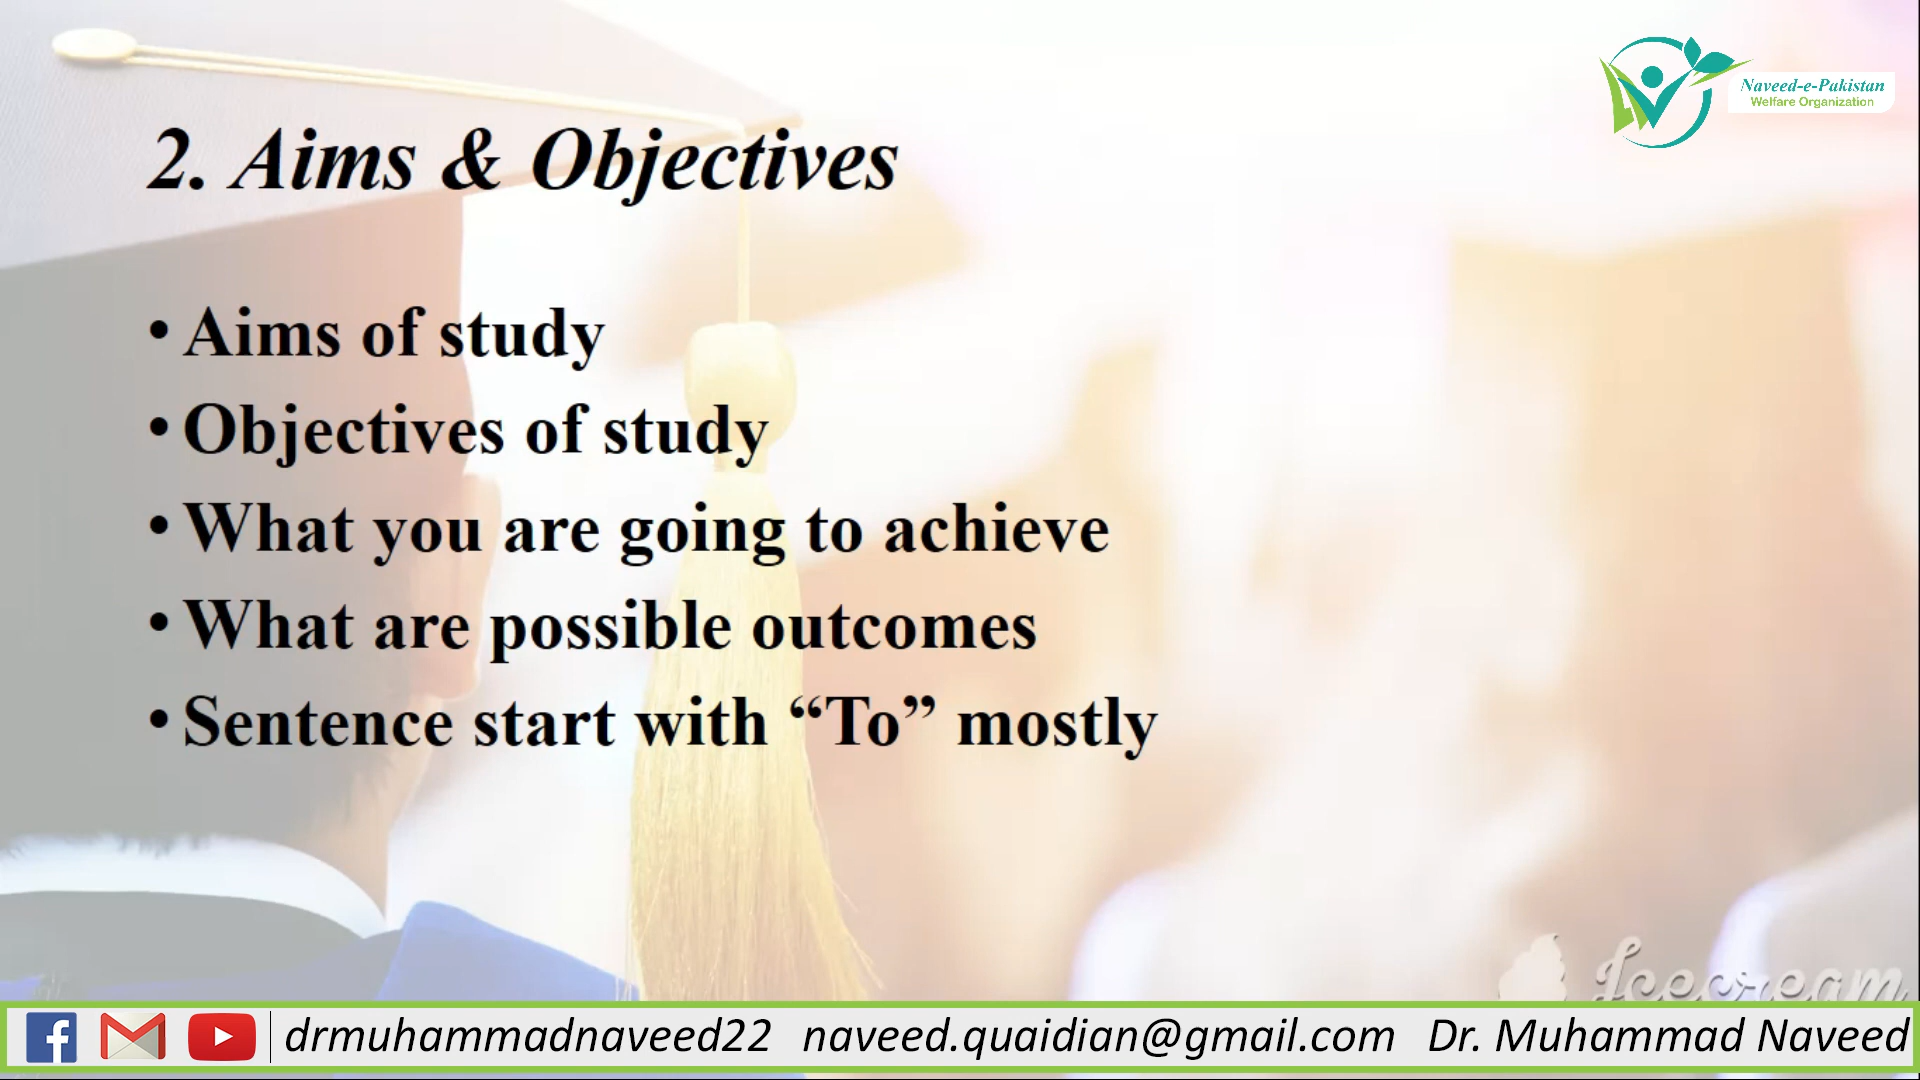 Naveed-e-Pakistan
Welfare Organization
2. Aims & Objectives
• Aims of study
• Objectives of study
• What you are going to achieve
• What are possible outcomes
• Sentence start with “To” mostly
Icecream
drmuhammadnaveed22 naveed.quaidian@gmail.com Dr. Muhammad Naveed